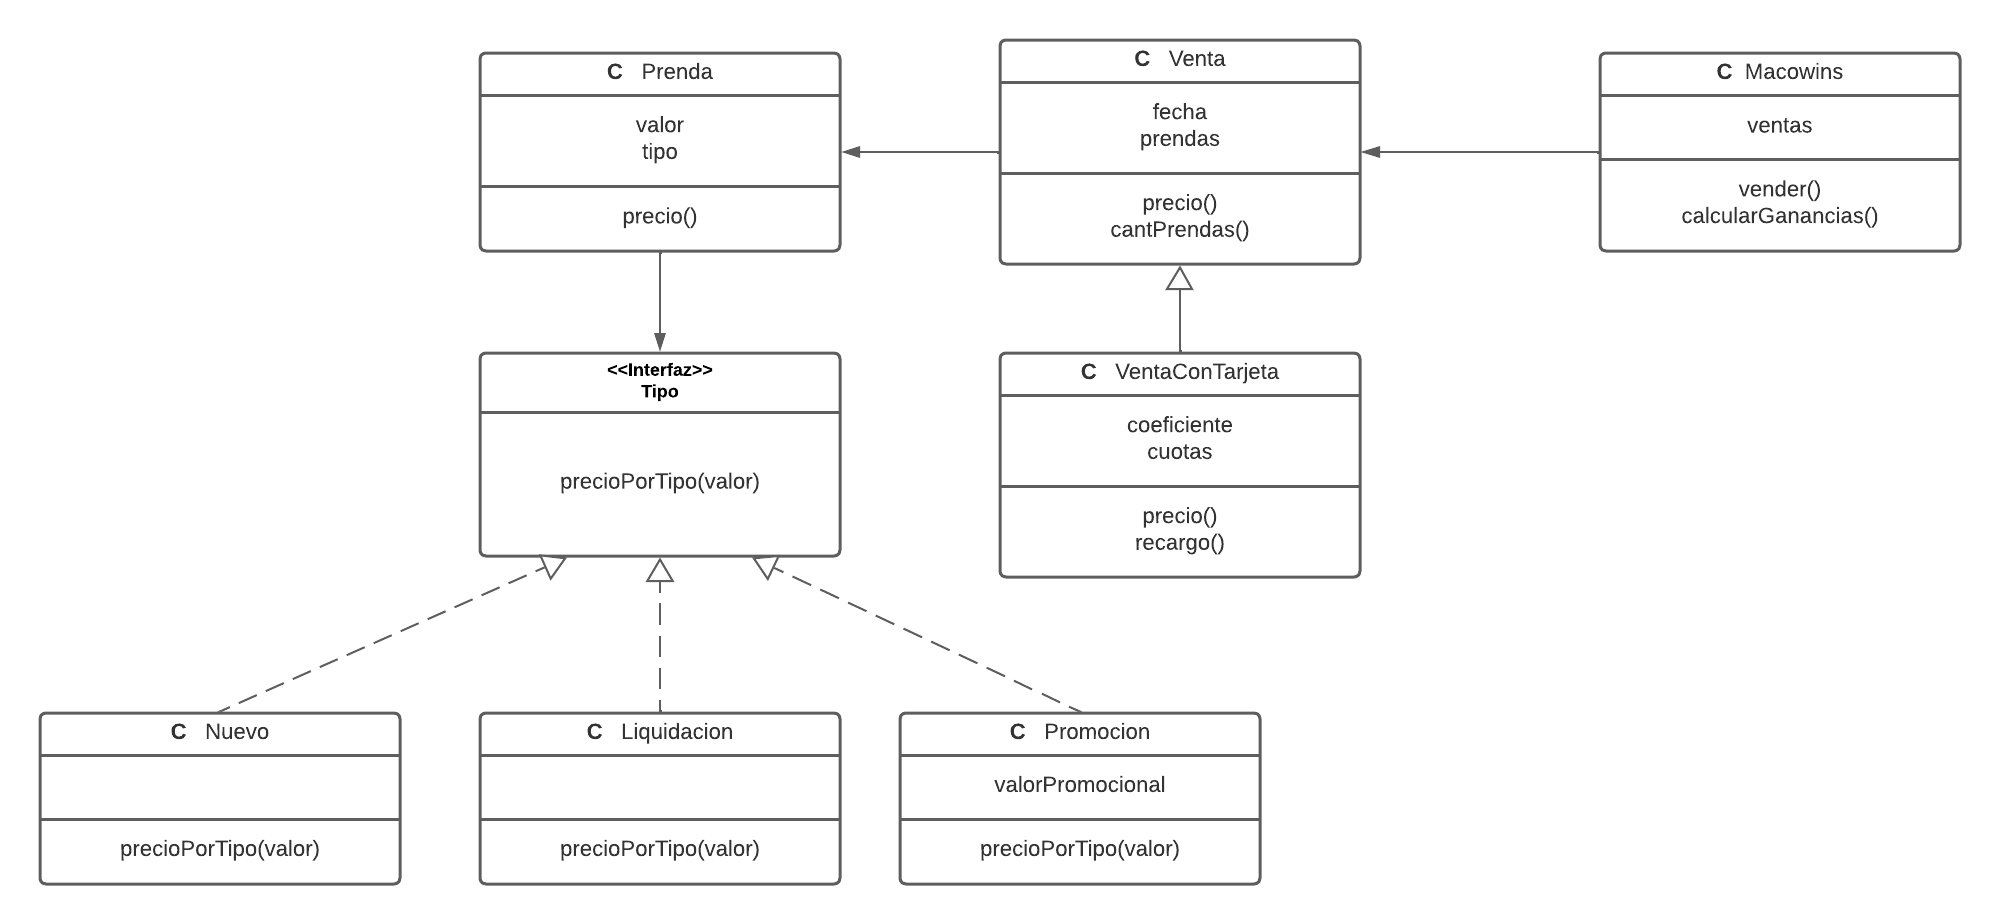 C Prenda
valor
tipo
precio()
C Venta
fecha
prendas
precio()
cantPrendas()
C Macowins
ventas
vender()
calcularGanancias()
<<Interfaz>>
Tipo
precioPorTipo(valor)
C VentaConTarjeta
coeficiente
cuotas
precio()
recargo()
C Nuevo
precioPorTipo(valor)
C Liquidacion
precioPorTipo(valor)
C Promocion
valorPromocional
precioPorTipo(valor)